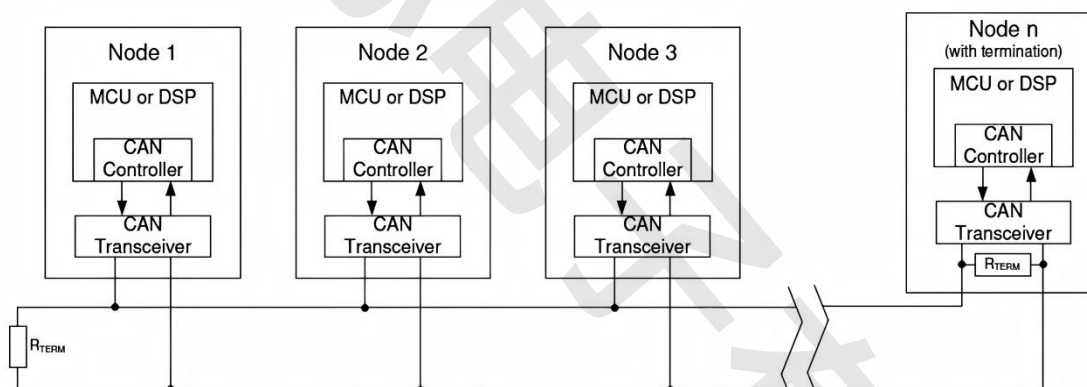 Node 1
MCU or DSP
CAN
Controller
CAN
Transceiver
Node 2
MCU or DSP
CAN
Controller
CAN
Transceiver
Node 3
MCU or DSP
CAN
Controller
CAN
Transceiver
Node n
(with termination)
MCU or DSP
CAN
Controller
CAN
Transceiver
RTERM
RTERM